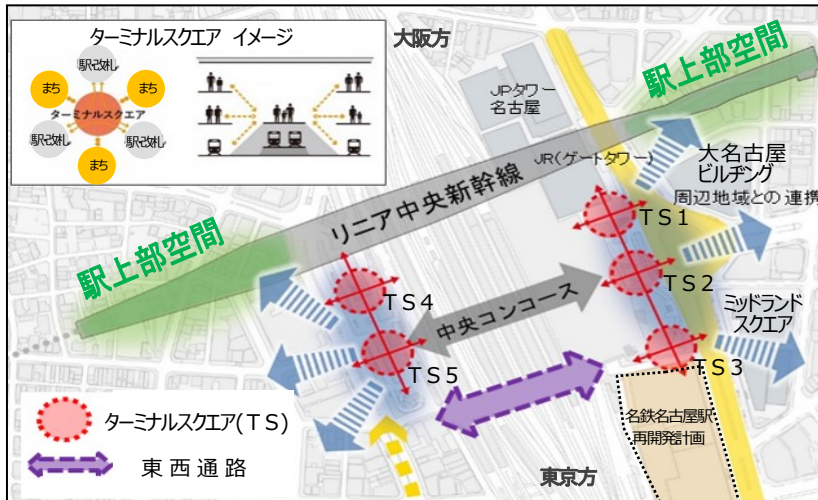 ターミナルスクエア イメージ
駅改札
まち
まち
ターミナルスクエア
駅改札
駅改札
まち
大阪方
駅上部空間
JPタワー
名古屋
JR(ゲートタワー)
大名古屋
ビルヂング
周辺地域との連携
リニア中央新幹線
TS1
駅上部空間
TS2
TS4
中央コンコース
ミッドランド
スクエア
TS3
TS5
ターミナルスクエア(TS)
名鉄名古屋駅
再開発計画
東西通路
東京方